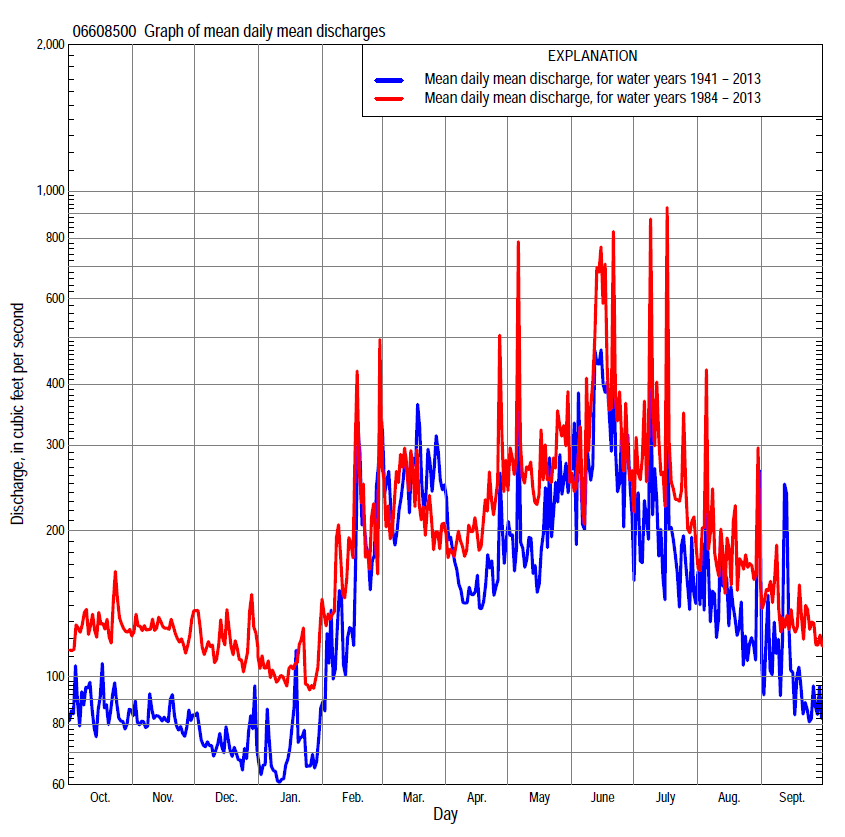 06608500 Graph of mean daily mean discharges
EXPLANATION
Mean daily mean discharge, for water years 1941 – 2013
Mean daily mean discharge, for water years 1984 – 2013
Discharge, in cubic feet per second
2,000
1,000
800
600
400
300
200
100
80
60
Oct. Nov. Dec. Jan. Feb. Mar. Apr. May June July Aug. Sept.
Day